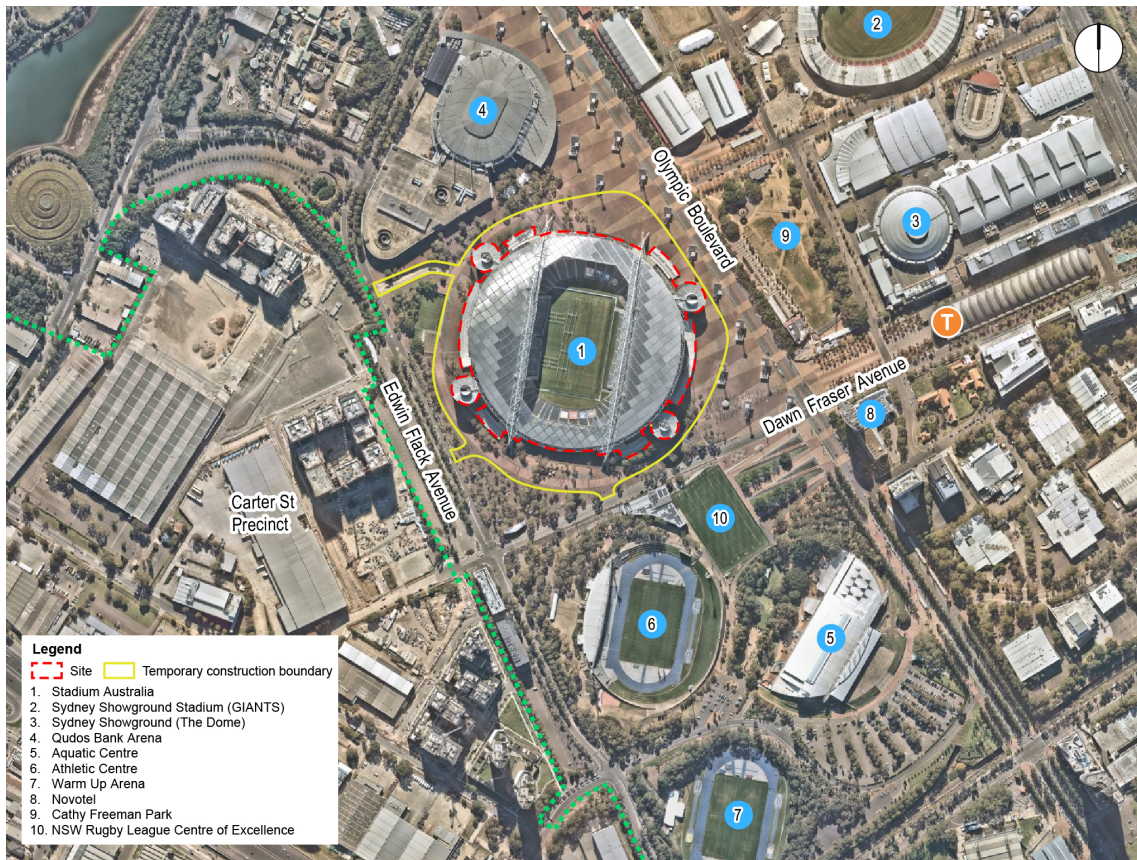 2
4
Olympic Boulevard
3
9
T
1
Dawn Fraser Avenue
8
Edwin Flack Avenue
Carter St
Precinct
10
6
5
7
Legend
Site
Temporary construction boundary
1. Stadium Australia
2. Sydney Showground Stadium (GIANTS)
3. Sydney Showground (The Dome)
4. Qudos Bank Arena
5. Aquatic Centre
6. Athletic Centre
7. Warm Up Arena
8. Novotel
9. Cathy Freeman Park
10. NSW Rugby League Centre of Excellence